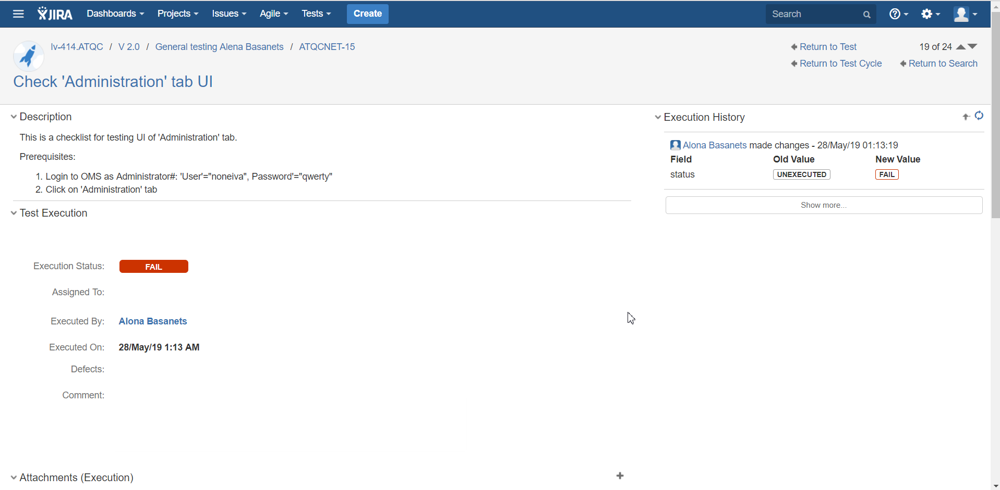 JIRA Dashboards Projects Issues Agile Tests Create Search
lv-414.ATQC / V 2.0 / General testing Alena Basanets / ATQCNET-15
Return to Test 19 of 24
Return to Test Cycle Return to Search
Check 'Administration' tab UI
Description
This is a checklist for testing UI of 'Administration' tab.
Prerequisites:
1. Login to OMS as Administrator#: 'User'="noneiva", Password'="qwerty"
2. Click on 'Administration' tab
Test Execution
Execution Status: FAIL
Assigned To:
Executed By: Alona Basanets
Executed On: 28/May/19 1:13 AM
Defects:
Comment:
Attachments (Execution)
Execution History
Alona Basanets made changes - 28/May/19 01:13:19
Field Old Value New Value
status UNEXECUTED FAIL
Show more...